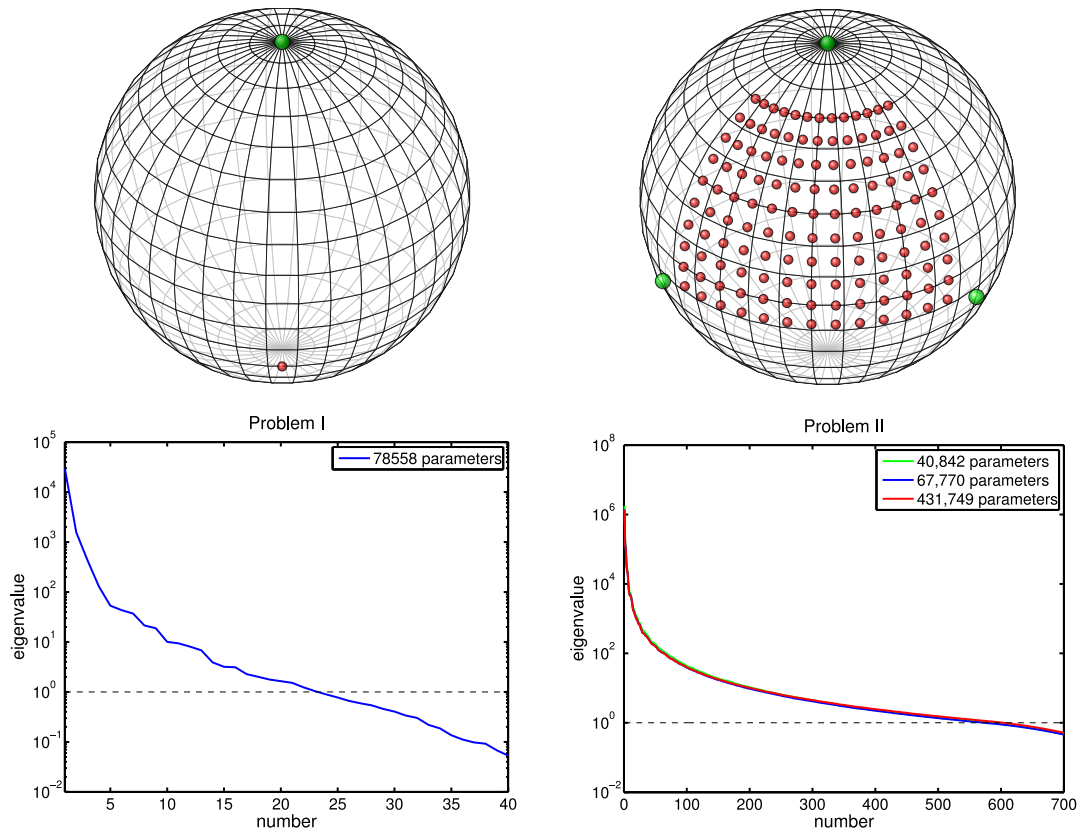 Problem I
10^5
10^4
10^3
10^2
10^1
10^0
10^-1
10^-2
eigenvalue
78558 parameters
5 10 15 20 25 30 35 40
number
Problem II
10^8
10^6
10^4
10^2
10^0
10^-2
eigenvalue
40,842 parameters
67,770 parameters
431,749 parameters
0 100 200 300 400 500 600 700
number